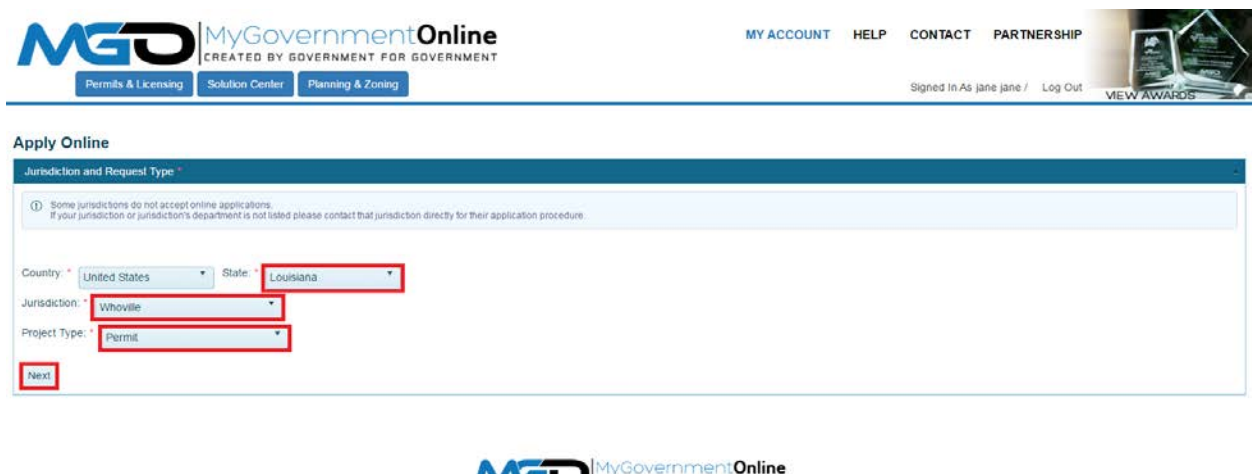 MGO MyGovernmentOnline
CREATED BY GOVERNMENT FOR GOVERNMENT
MY ACCOUNT HELP CONTACT PARTNERSHIP
Permits & Licensing Solution Center Planning & Zoning
Signed In As jane jane / Log Out
VIEW AWARDS
Apply Online
Jurisdiction and Request Type *
Some jurisdictions do not accept online applications.
If your jurisdiction or jurisdiction's department is not listed please contact that jurisdiction directly for their application procedure.
Country: * United States State: * Louisiana
Jurisdiction: * Whoville
Project Type: * Permit
Next
MGO MyGovernmentOnline